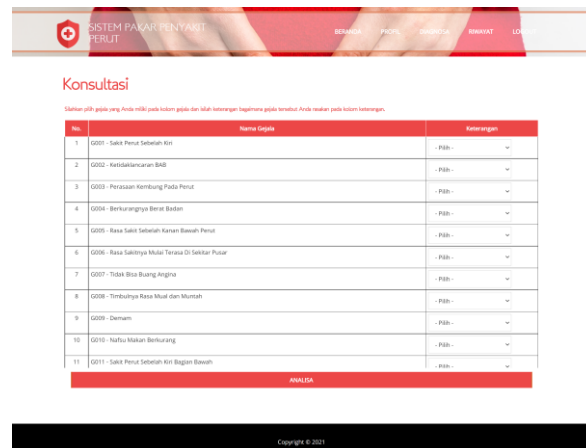 SISTEM PAKAR PENYAKIT
PERUT
BERANDA PROFIL DIAGNOSA RIWAYAT
Konsultasi
Silahkan pilih gejala yang Anda miliki pada kolom gejala dan isilah keterangan bagaimana gejala tersebut Anda rasakan pada kolom keterangan.
No. Nama Gejala Keterangan
1 G001 - Sakit Perut Sebelah Kiri - Pilih -
2 G002 - Ketidaklancaran BAB - Pilih -
3 G003 - Perasaan Kembung Pada Perut - Pilih -
4 G004 - Berkurangnya Berat Badan - Pilih -
5 G005 - Rasa Sakit Sebelah Kanan Bawah Perut - Pilih -
6 G006 - Rasa Sakitnya Mulai Terasa Di Sekitar Pusar - Pilih -
7 G007 - Tidak Bisa Buang Angina - Pilih -
8 G008 - Timbulnya Rasa Mual dan Muntah - Pilih -
9 G009 - Demam - Pilih -
10 G010 - Nafsu Makan Berkurang - Pilih -
11 G011 - Sakit Perut Sebelah Kiri Bagian Bawah - Pilih -
ANALISA
Copyright © 2021